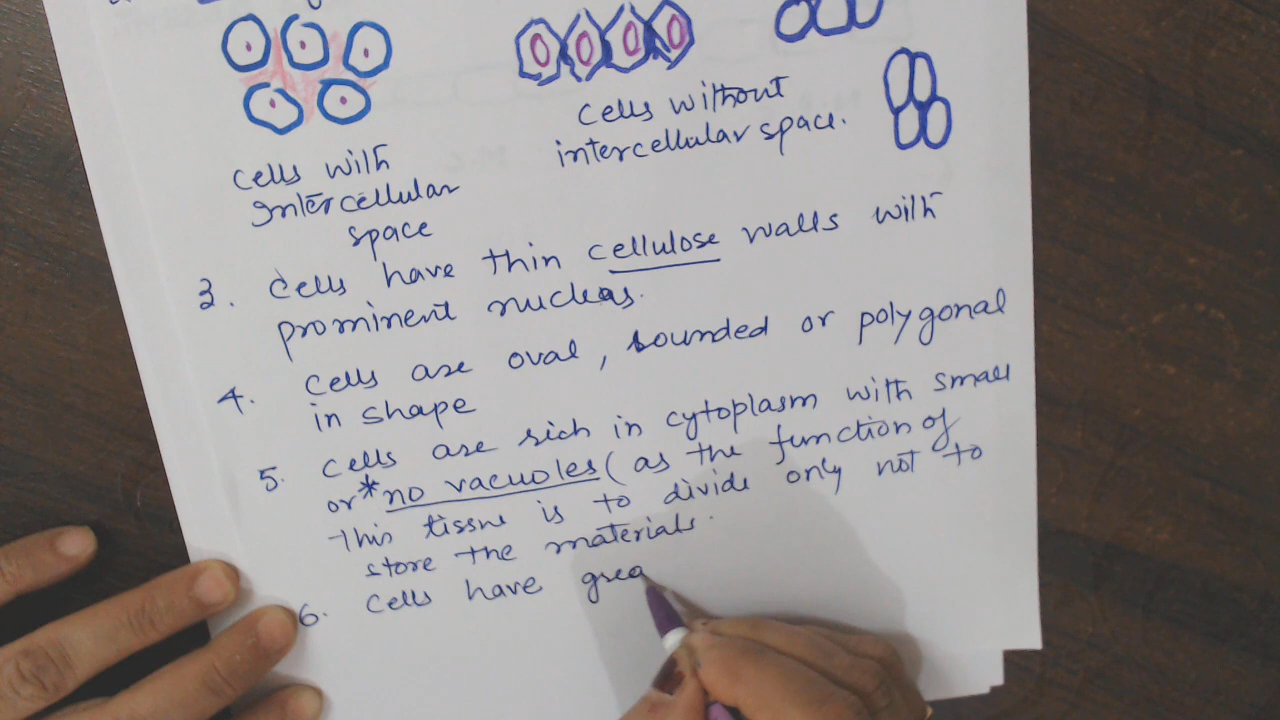 cells with
Intercellular
space
cells without
intercellular space.
3. Cells have thin cellulose walls with
prominent nucleus.
4. Cells are oval, rounded or polygonal
in shape
5. Cells are rich in cytoplasm with small
or *no vacuoles (as the function of
this tissue is to divide only not to
store the materials.
6. Cells have grea